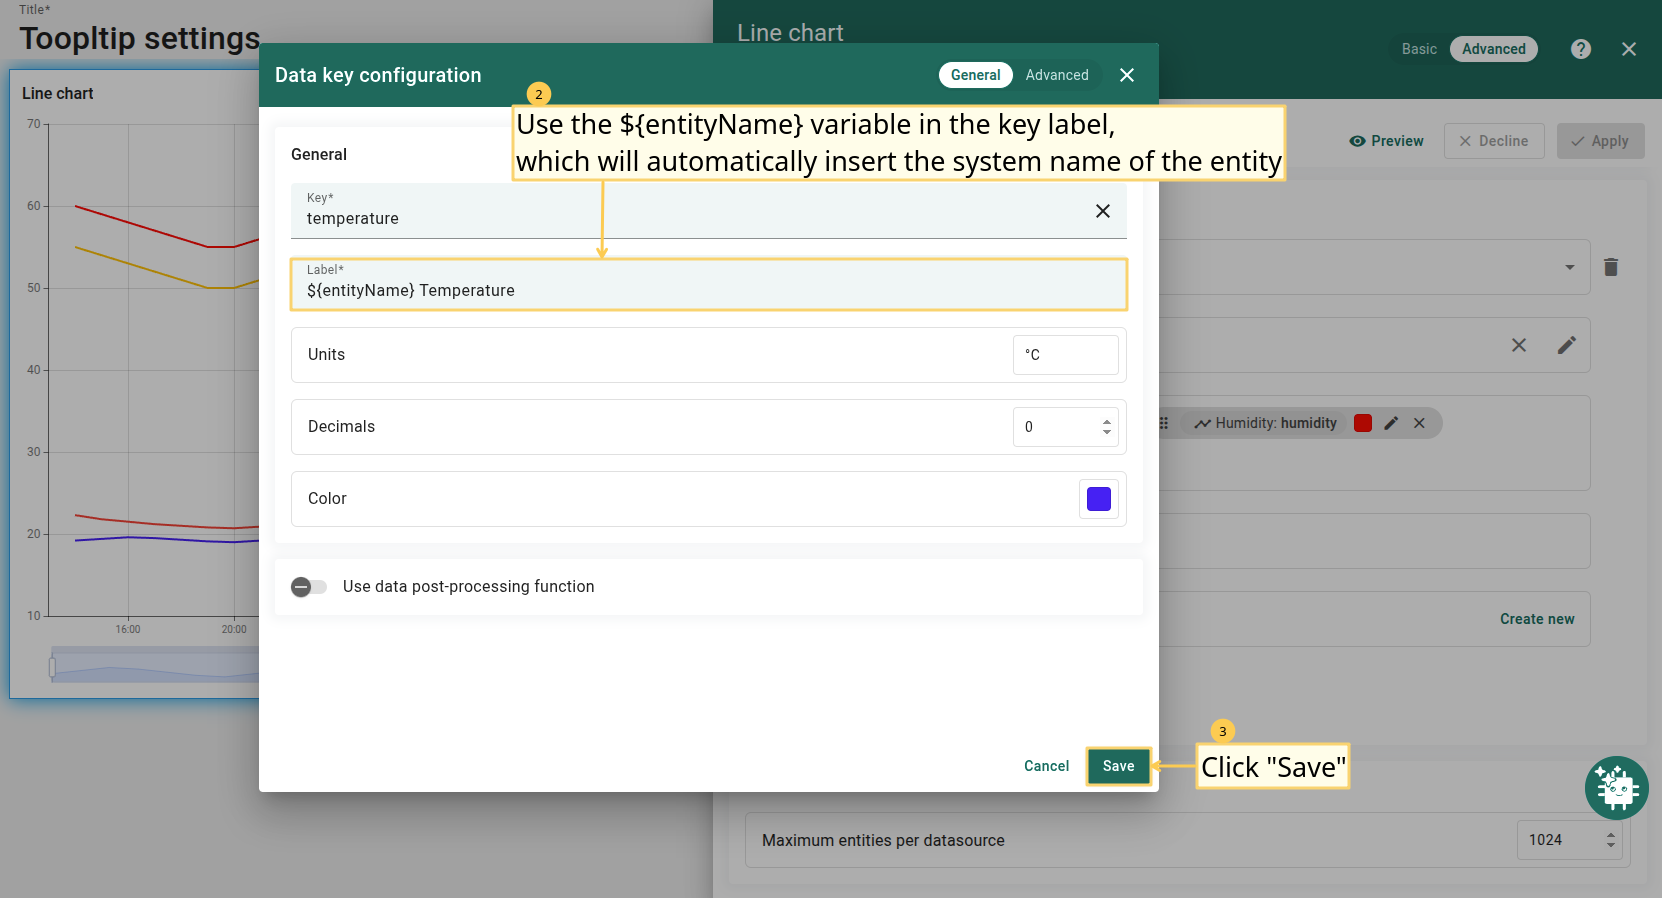 Title*
Toopltip settings
Line chart
Basic
Advanced
?
Line chart
70
60
50
40
30
20
10
16:00
20:00
Data key configuration
General
Advanced
2
Use the ${entityName} variable in the key label,
which will automatically insert the system name of the entity
General
Key*
temperature
Label*
${entityName} Temperature
Units
°C
Decimals
0
Color
Use data post-processing function
Cancel
Save
3
Click "Save"
Preview
Decline
Apply
Humidity: humidity
Create new
Maximum entities per datasource
1024